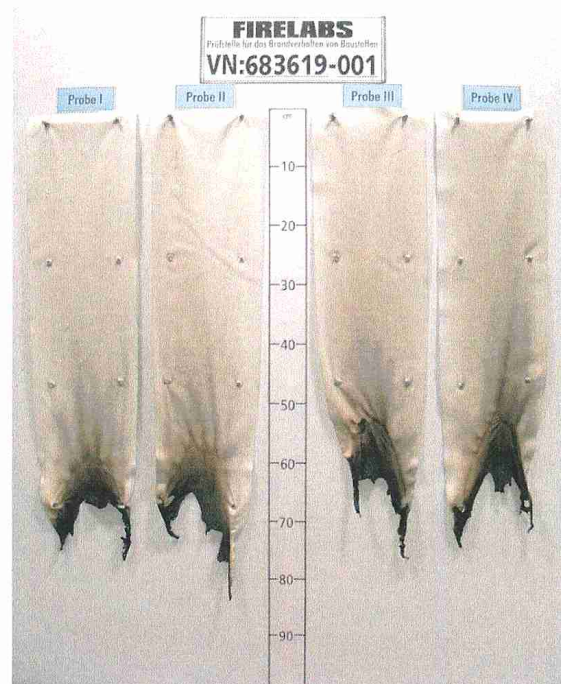 FIRELABS
Prüfstelle für das Brandverhalten von Baustoffen
VN:683619-001
Probe I
Probe II
Probe III
Probe IV
cm
10
20
30
40
50
60
70
80
90